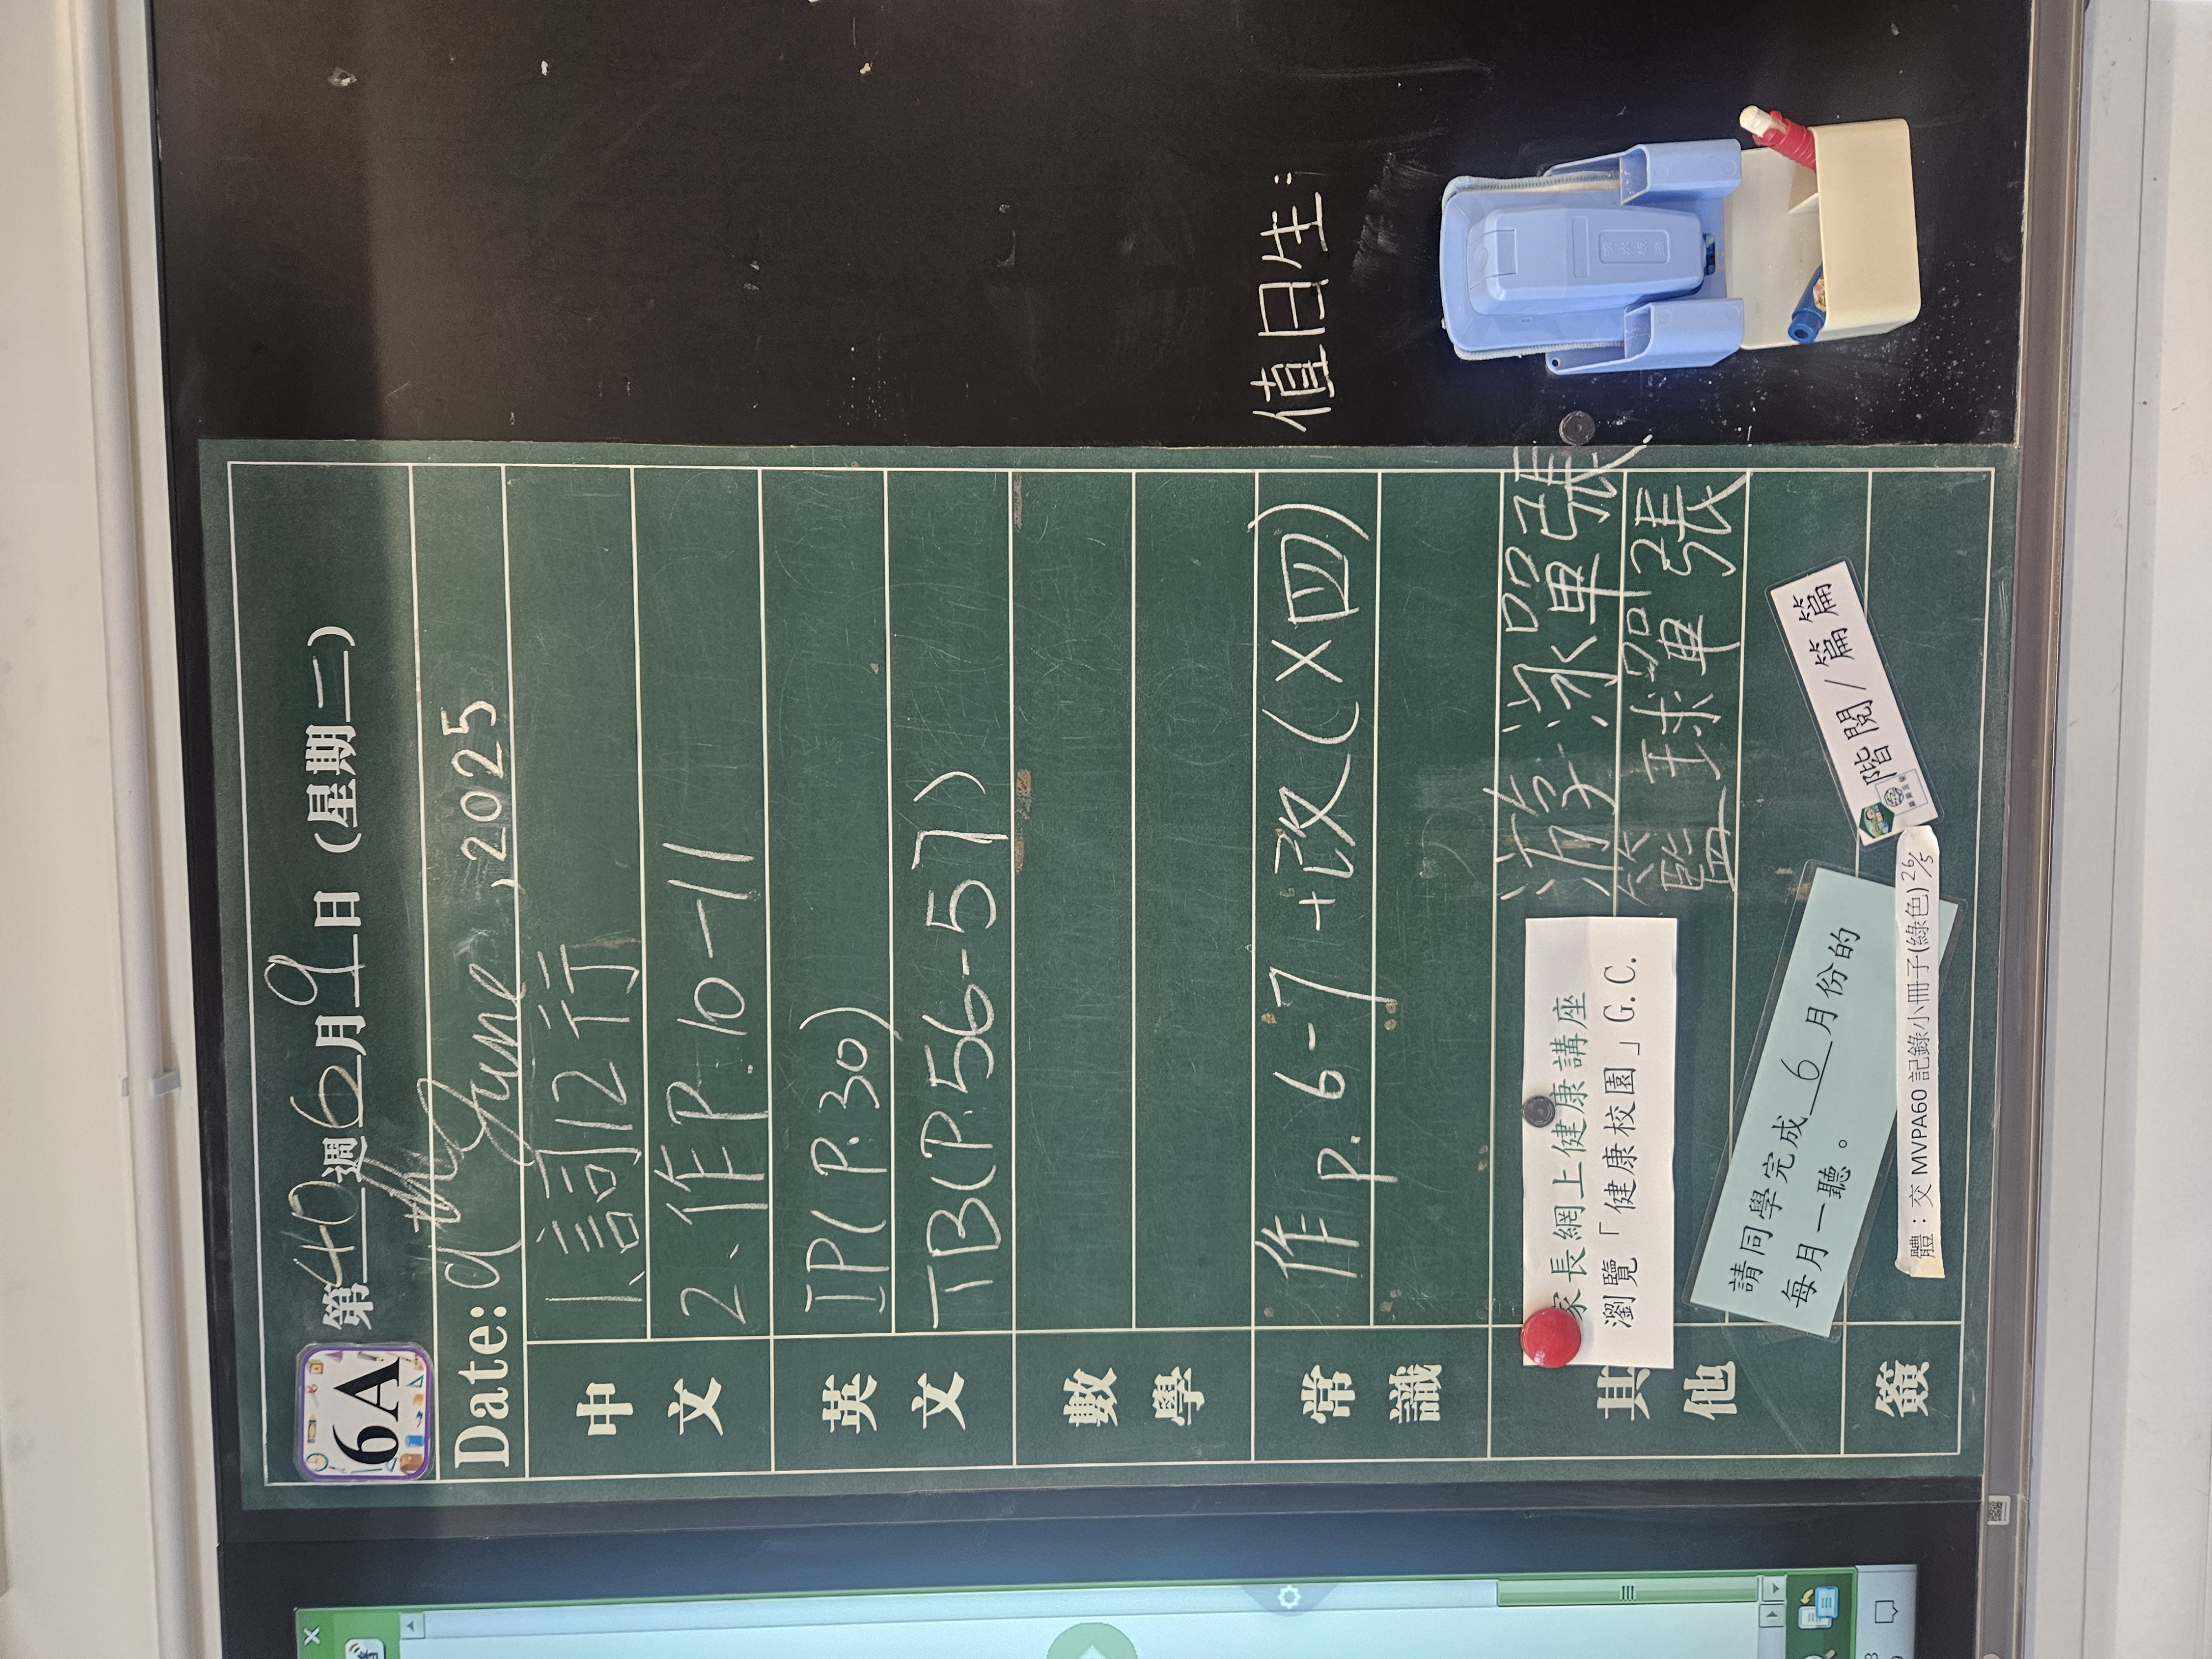 6A
第40週6月9日(星期二)
Date: 9th June, 2025
中文
1、詞12行
2、作P.10-11
英文
IP(P.30)
TB(P.56-57)
數學
常識
作p.6-7+改(X四)
其他
家長網上健康講座
瀏覽「健康校園」G.C.
游泳單張
籃球單張
請同學完成6月份的
每月一聽。
階閱/篇篇
簽
體:交MVPA60記錄小冊子(綠色)26/5
值日生: